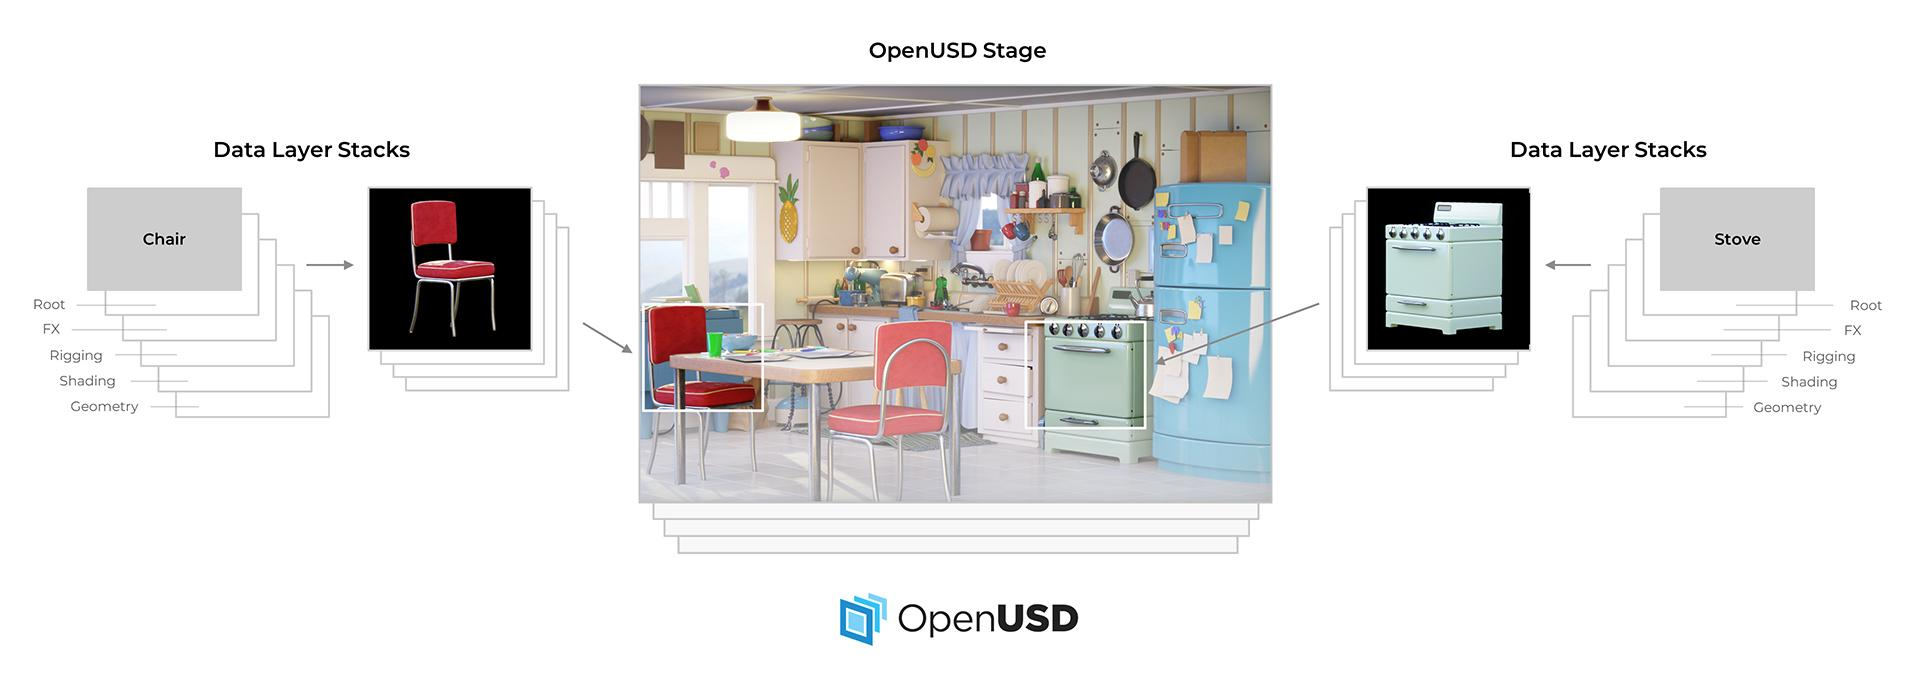 OpenUSD Stage
Data Layer Stacks
Chair
Root
FX
Rigging
Shading
Geometry
Data Layer Stacks
Stove
Root
FX
Rigging
Shading
Geometry
OpenUSD